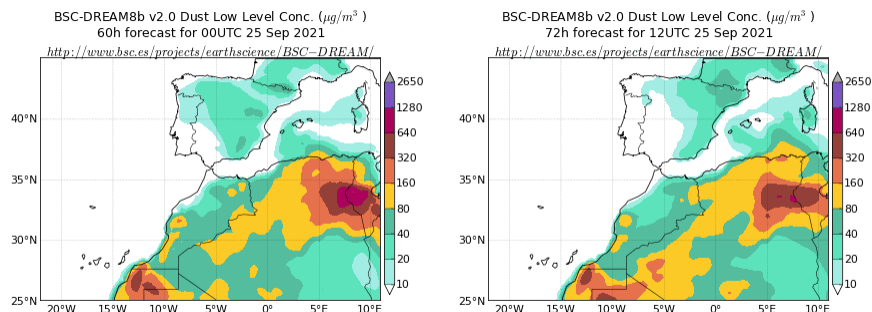 BSC-DREAM8b v2.0 Dust Low Level Conc. (μg/m³ )
60h forecast for 00UTC 25 Sep 2021
http://www.bsc.es/projects/earthscience/BSC−DREAM/
40°N
35°N
30°N
25°N
20°W
15°W
10°W
5°W
0°
5°E
10°E
2650
1280
640
320
160
80
40
20
10
BSC-DREAM8b v2.0 Dust Low Level Conc. (μg/m³ )
72h forecast for 12UTC 25 Sep 2021
http://www.bsc.es/projects/earthscience/BSC−DREAM/
40°N
35°N
30°N
25°N
20°W
15°W
10°W
5°W
0°
5°E
10°E
2650
1280
640
320
160
80
40
20
10